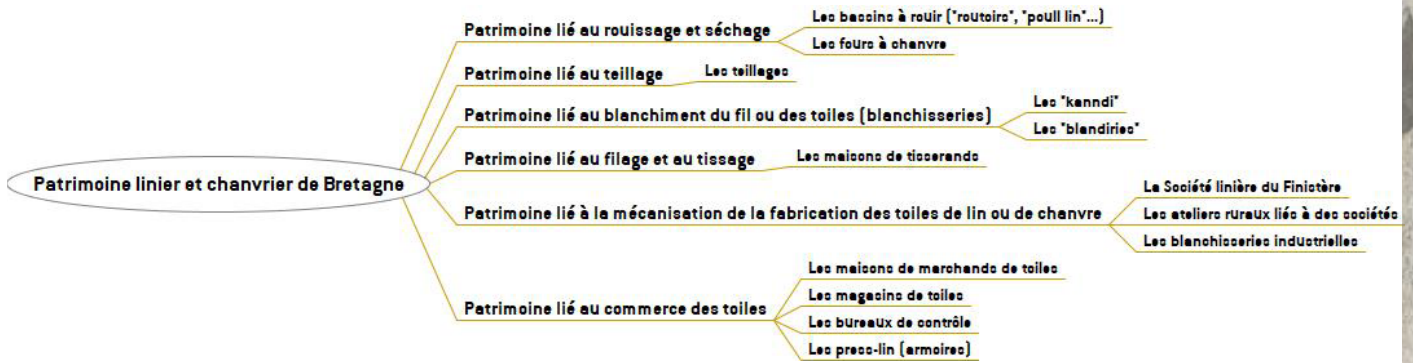 Patrimoine linier et chanvrier de Bretagne
Patrimoine lié au rouissage et séchage
Les bassins à rouir ("routoirs", "poull lin"...)
Les fours à chanvre
Patrimoine lié au teillage
Les teillages
Patrimoine lié au blanchiment du fil ou des toiles (blanchisseries)
Les "kanndi"
Les "blandiries"
Patrimoine lié au filage et au tissage
Les maisons de tisserands
Patrimoine lié à la mécanisation de la fabrication des toiles de lin ou de chanvre
La Société linière du Finistère
Les ateliers ruraux liés à des sociétés
Les blanchisseries industrielles
Patrimoine lié au commerce des toiles
Les maisons de marchands de toiles
Les magasins de toiles
Les bureaux de contrôle
Les press-lin (armoires)